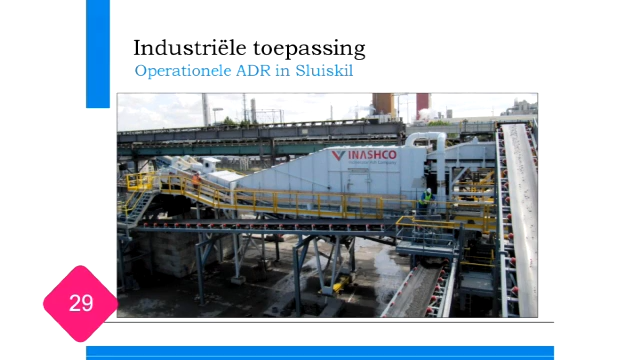 Industriële toepassing
Operationele ADR in Sluiskil
INASHCO
29